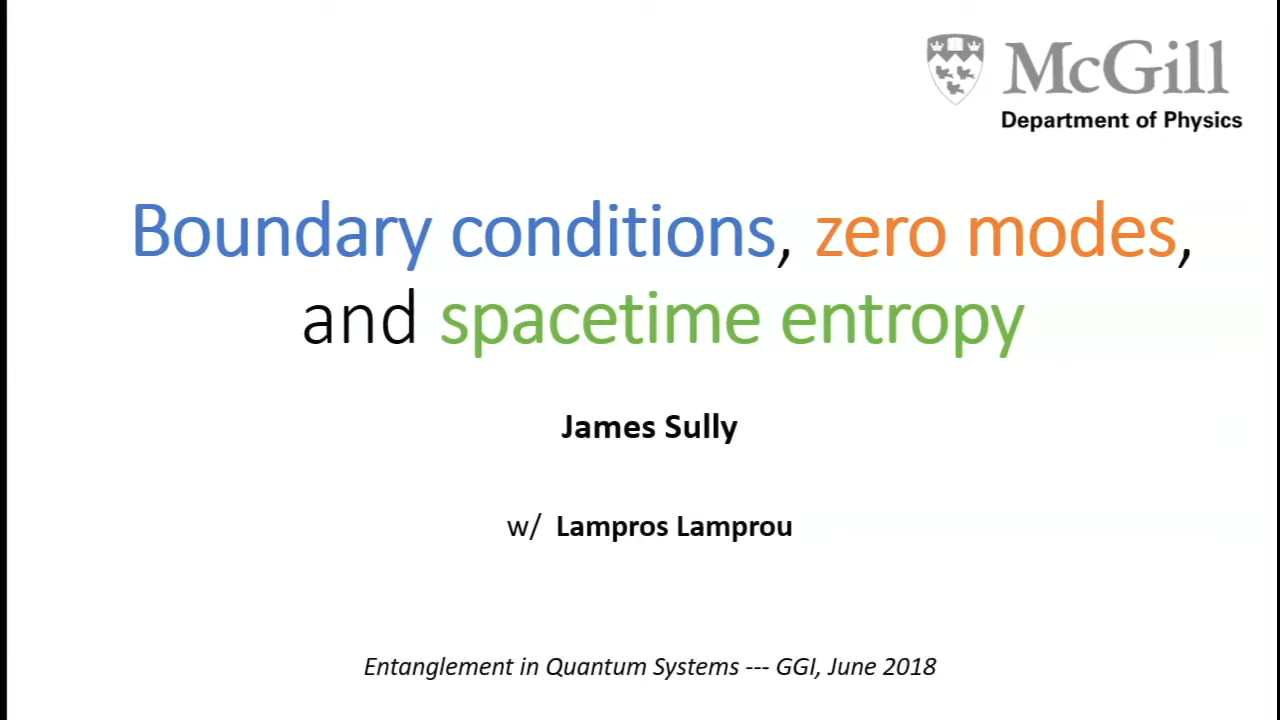 McGill
Department of Physics
Boundary conditions, zero modes,
and spacetime entropy
James Sully
w/ Lampros Lamprou
Entanglement in Quantum Systems --- GGI, June 2018